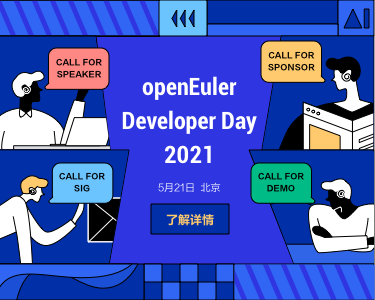 CALL FOR
SPEAKER
CALL FOR
SPONSOR
openEuler
Developer Day
2021
CALL FOR
SIG
CALL FOR
DEMO
5月21日 北京
了解详情